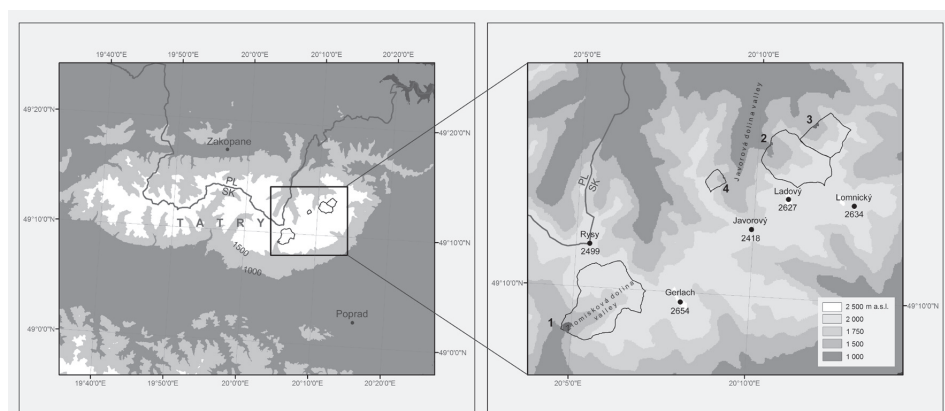 19°40'0"E 19°50'0"E 20°0'0"E 20°10'0"E 20°20'0"E
49°20'0"N
49°20'0"N
Zakopane
PL
SK
TATRY
49°10'0"N
49°10'0"N
1500
1000
Poprad
49°0'0"N
49°0'0"N
19°40'0"E 19°50'0"E 20°0'0"E 20°10'0"E 20°20'0"E
20°5'0"E 20°10'0"E
Javorová dolina valley
3
2
4
PL
SK
Ladový
2627
Lomnický
2634
Javorový
2418
Rysy
2499
49°10'0"N
49°10'0"N
Gerlach
2654
dolina
valley
1
2 500 m a.s.l.
2 000
1 750
1 500
1 000
20°5'0"E 20°10'0"E